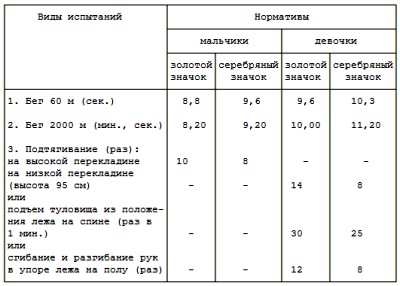 Виды испытаний Нормативы
мальчики девочки
золотой серебряный золотой серебряный
значок значок значок значок
1. Бег 60 м (сек.) 8,8 9,6 9,6 10,3
2. Бег 2000 м (мин., сек.) 8,20 9,20 10,00 11,20
3. Подтягивание (раз):
на высокой перекладине 10 8 - -
на низкой перекладине
(высота 95 см) - - 14 8
или
подъем туловища из положе-
ния лежа на спине (раз в
1 мин.) - - 30 25
или
сгибание и разгибание рук
в упоре лежа на полу (раз) - - 12 8